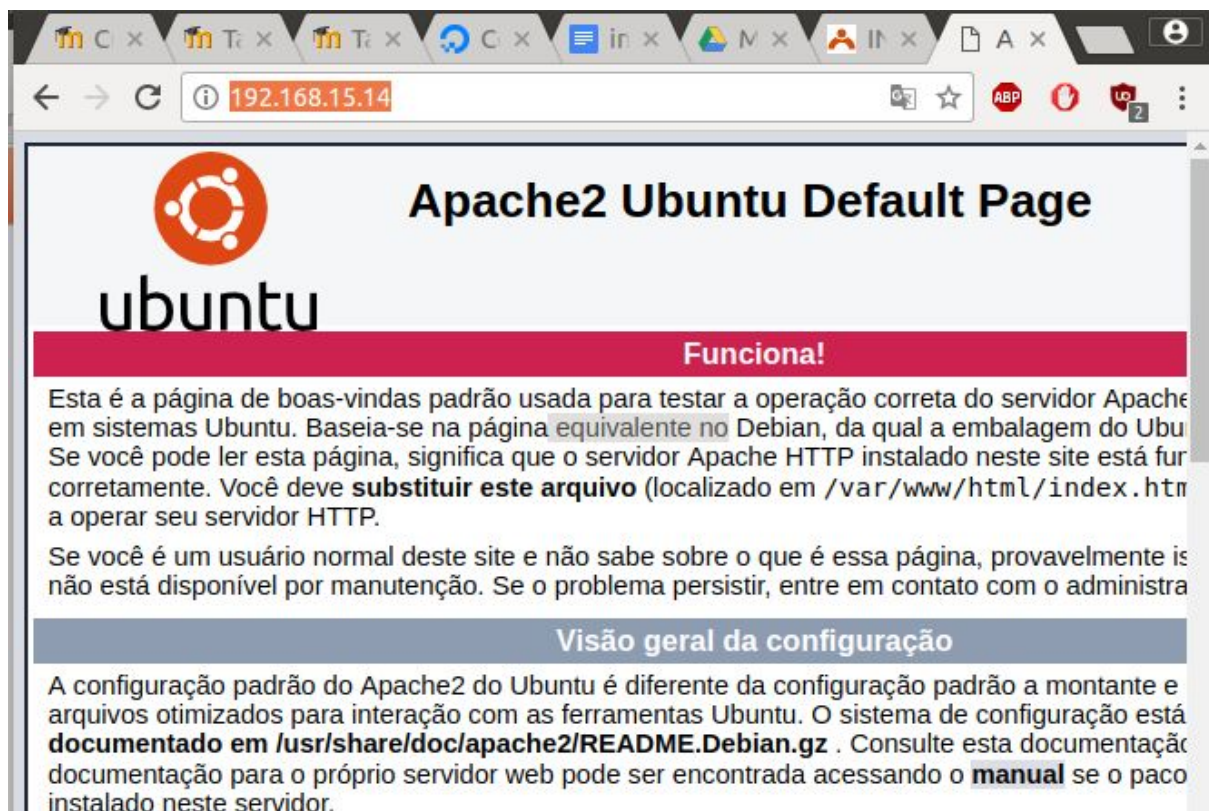 C
Ta
Ta
C
in
M
IN
A
192.168.15.14
ABP
2
ubuntu
Apache2 Ubuntu Default Page
Funciona!
Esta é a página de boas-vindas padrão usada para testar a operação correta do servidor Apache
em sistemas Ubuntu. Baseia-se na página equivalente no Debian, da qual a embalagem do
Se você pode ler esta página, significa que o servidor Apache HTTP instalado neste site está
corretamente. Você deve substituir este arquivo (localizado em /var/www/html/index.htm
a operar seu servidor HTTP.
Se você é um usuário normal deste site e não sabe sobre o que é essa página, provavelmente
não está disponível por manutenção. Se o problema persistir, entre em contato com o
Visão geral da configuração
A configuração padrão do Apache2 do Ubuntu é diferente da configuração padrão a montante e
arquivos otimizados para interação com as ferramentas Ubuntu. O sistema de configuração está
documentado em /usr/share/doc/apache2/README.Debian.gz . Consulte esta
documentação para o próprio servidor web pode ser encontrada acessando o manual se o
instalado neste servidor.